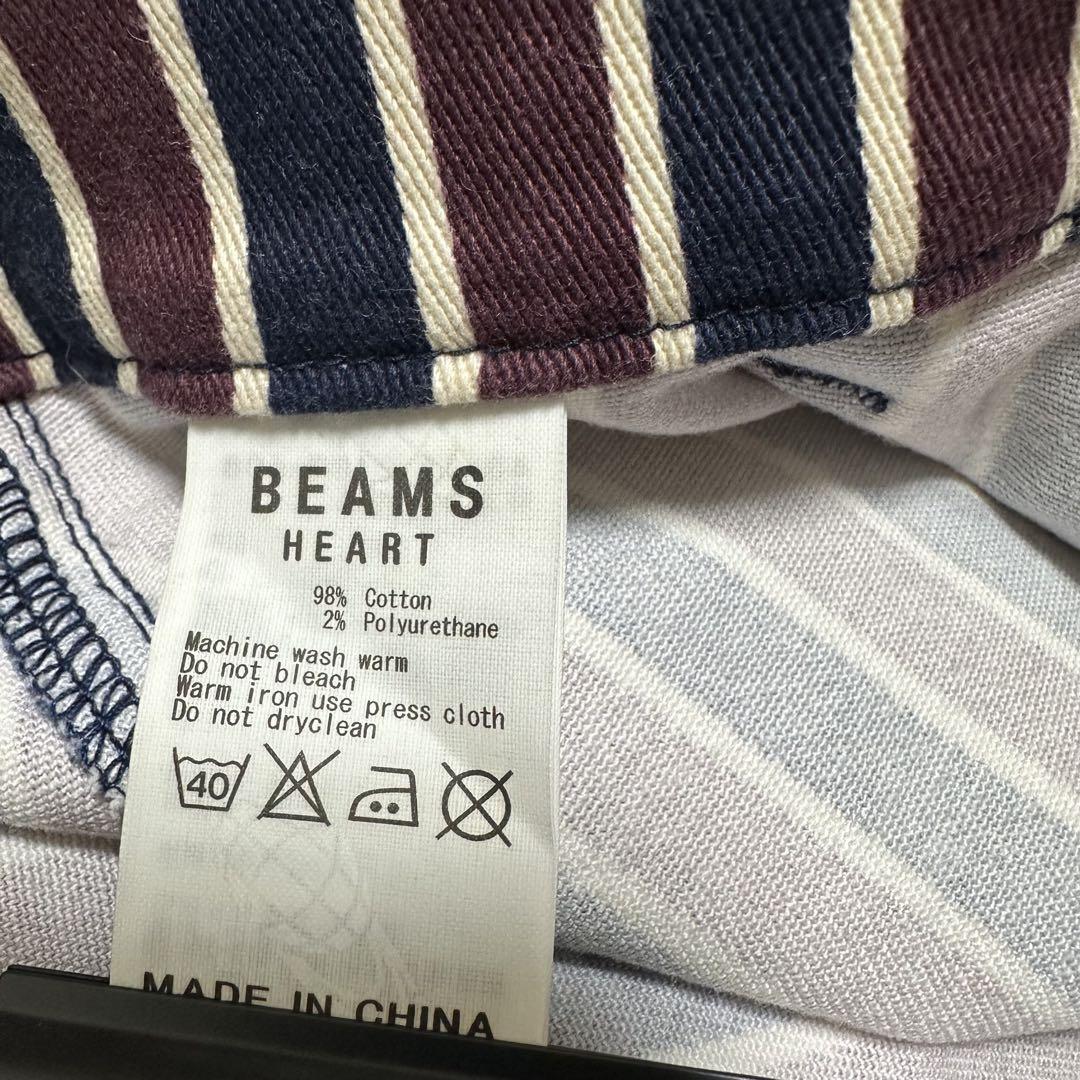 BEAMS
HEART
98% Cotton
2% Polyurethane
Machine wash warm
Do not bleach
Warm iron use press cloth
Do not dryclean
40
MADE IN CHINA